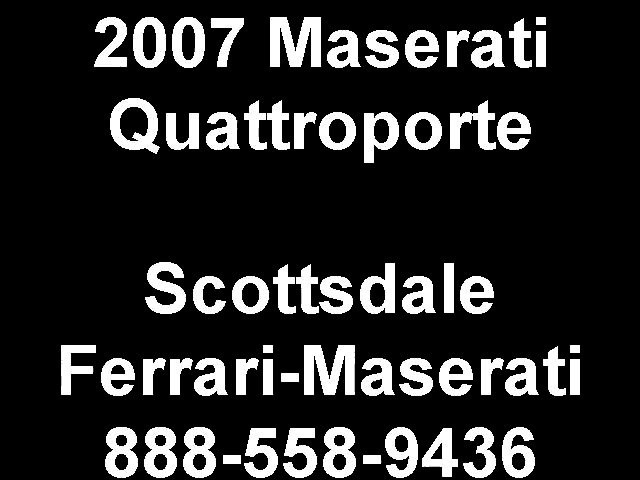 2007 Maserati
Quattroporte
Scottsdale
Ferrari-Maserati
888-558-9436